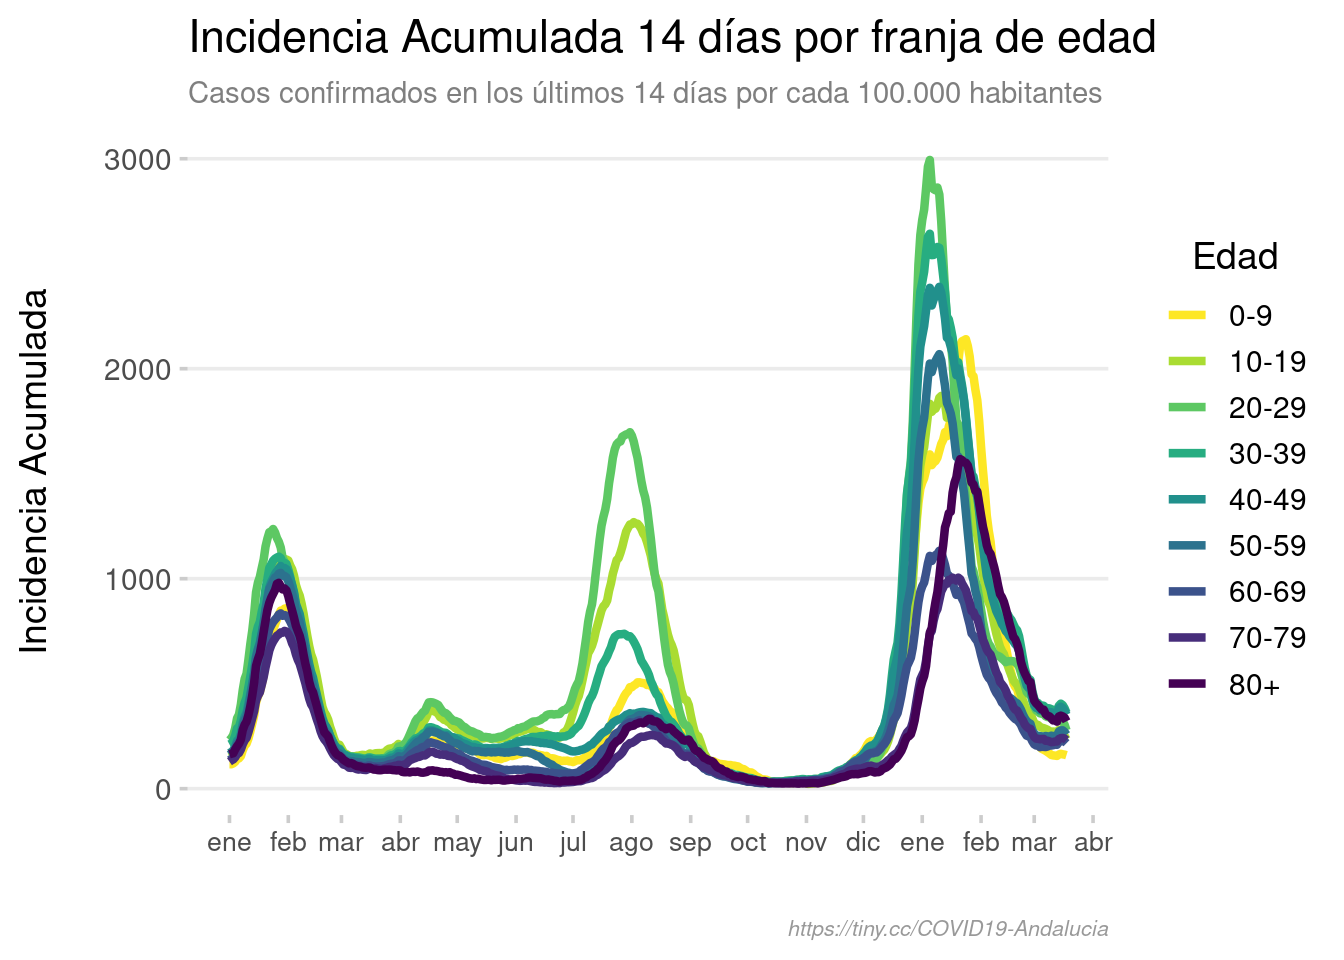 Incidencia Acumulada 14 días por franja de edad
Casos confirmados en los últimos 14 días por cada 100.000 habitantes
Incidencia Acumulada
3000
2000
1000
0
ene feb mar abr may jun jul ago sep oct nov dic ene feb mar abr
Edad
0-9
10-19
20-29
30-39
40-49
50-59
60-69
70-79
80+
https://tiny.cc/COVID19-Andalucia